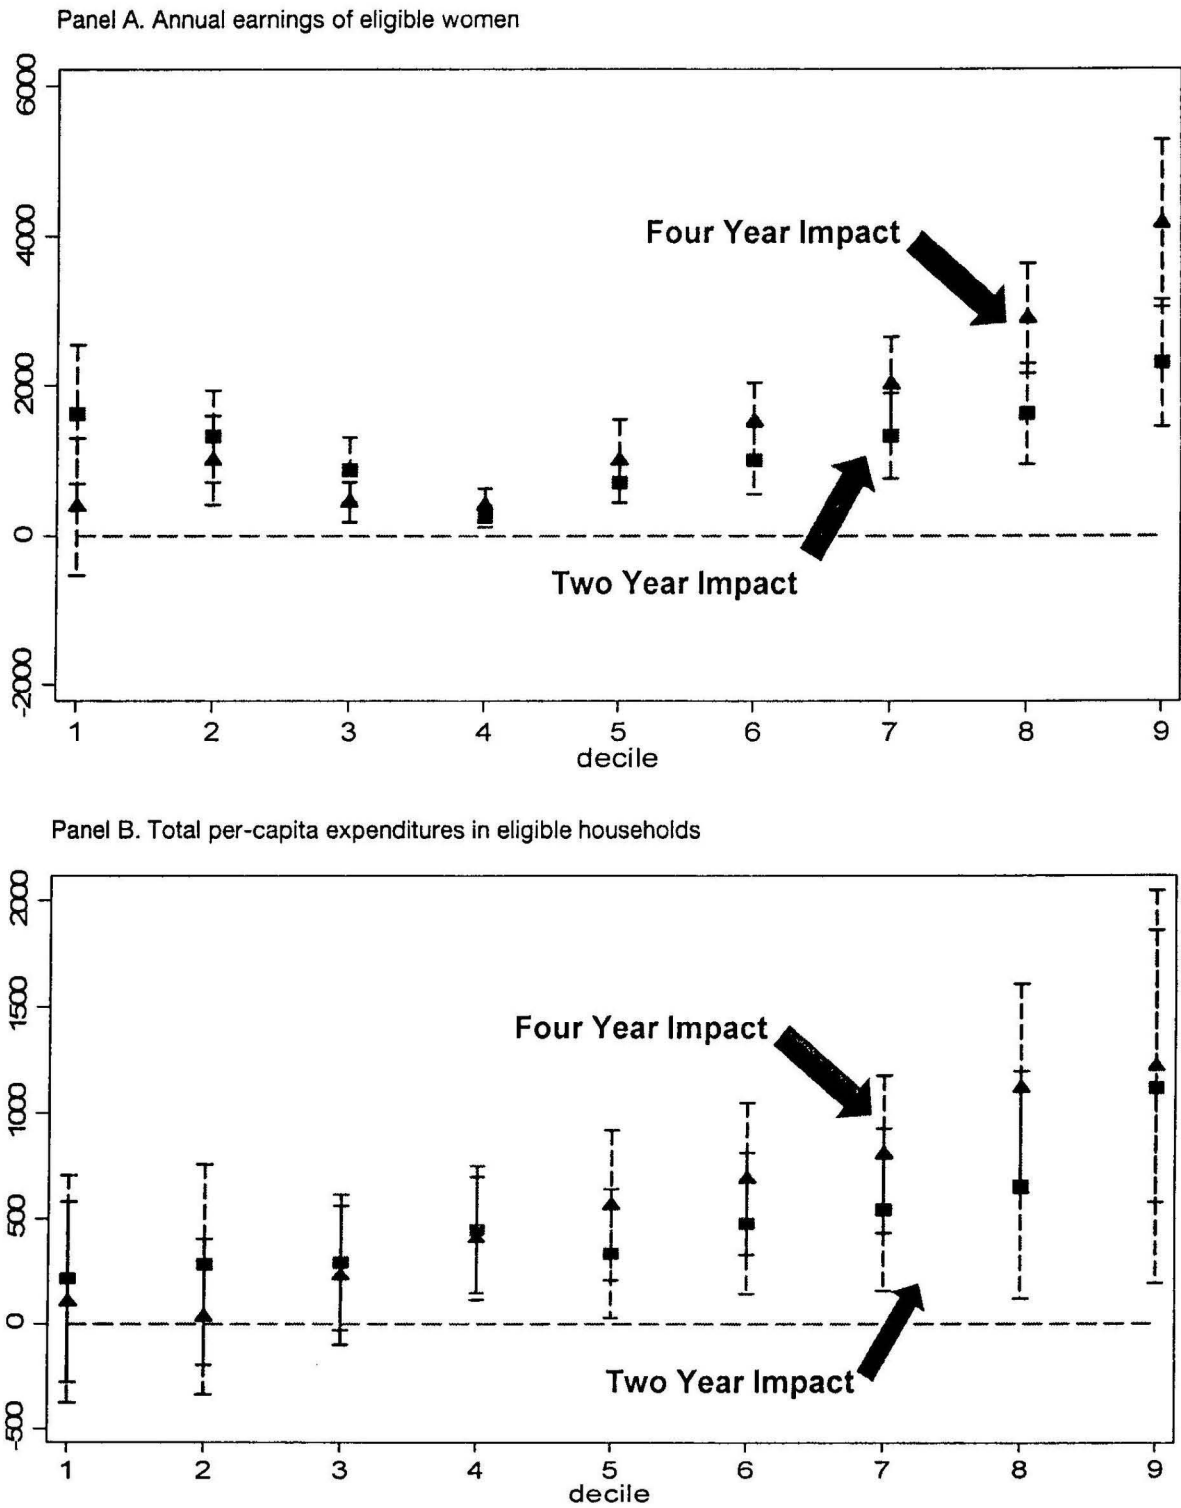 Panel A. Annual earnings of eligible women
6000
4000
2000
0
-2000
Four Year Impact
Two Year Impact
1 2 3 4 5 6 7 8 9
decile
Panel B. Total per-capita expenditures in eligible households
2000
1500
1000
500
0
-500
Four Year Impact
Two Year Impact
1 2 3 4 5 6 7 8 9
decile